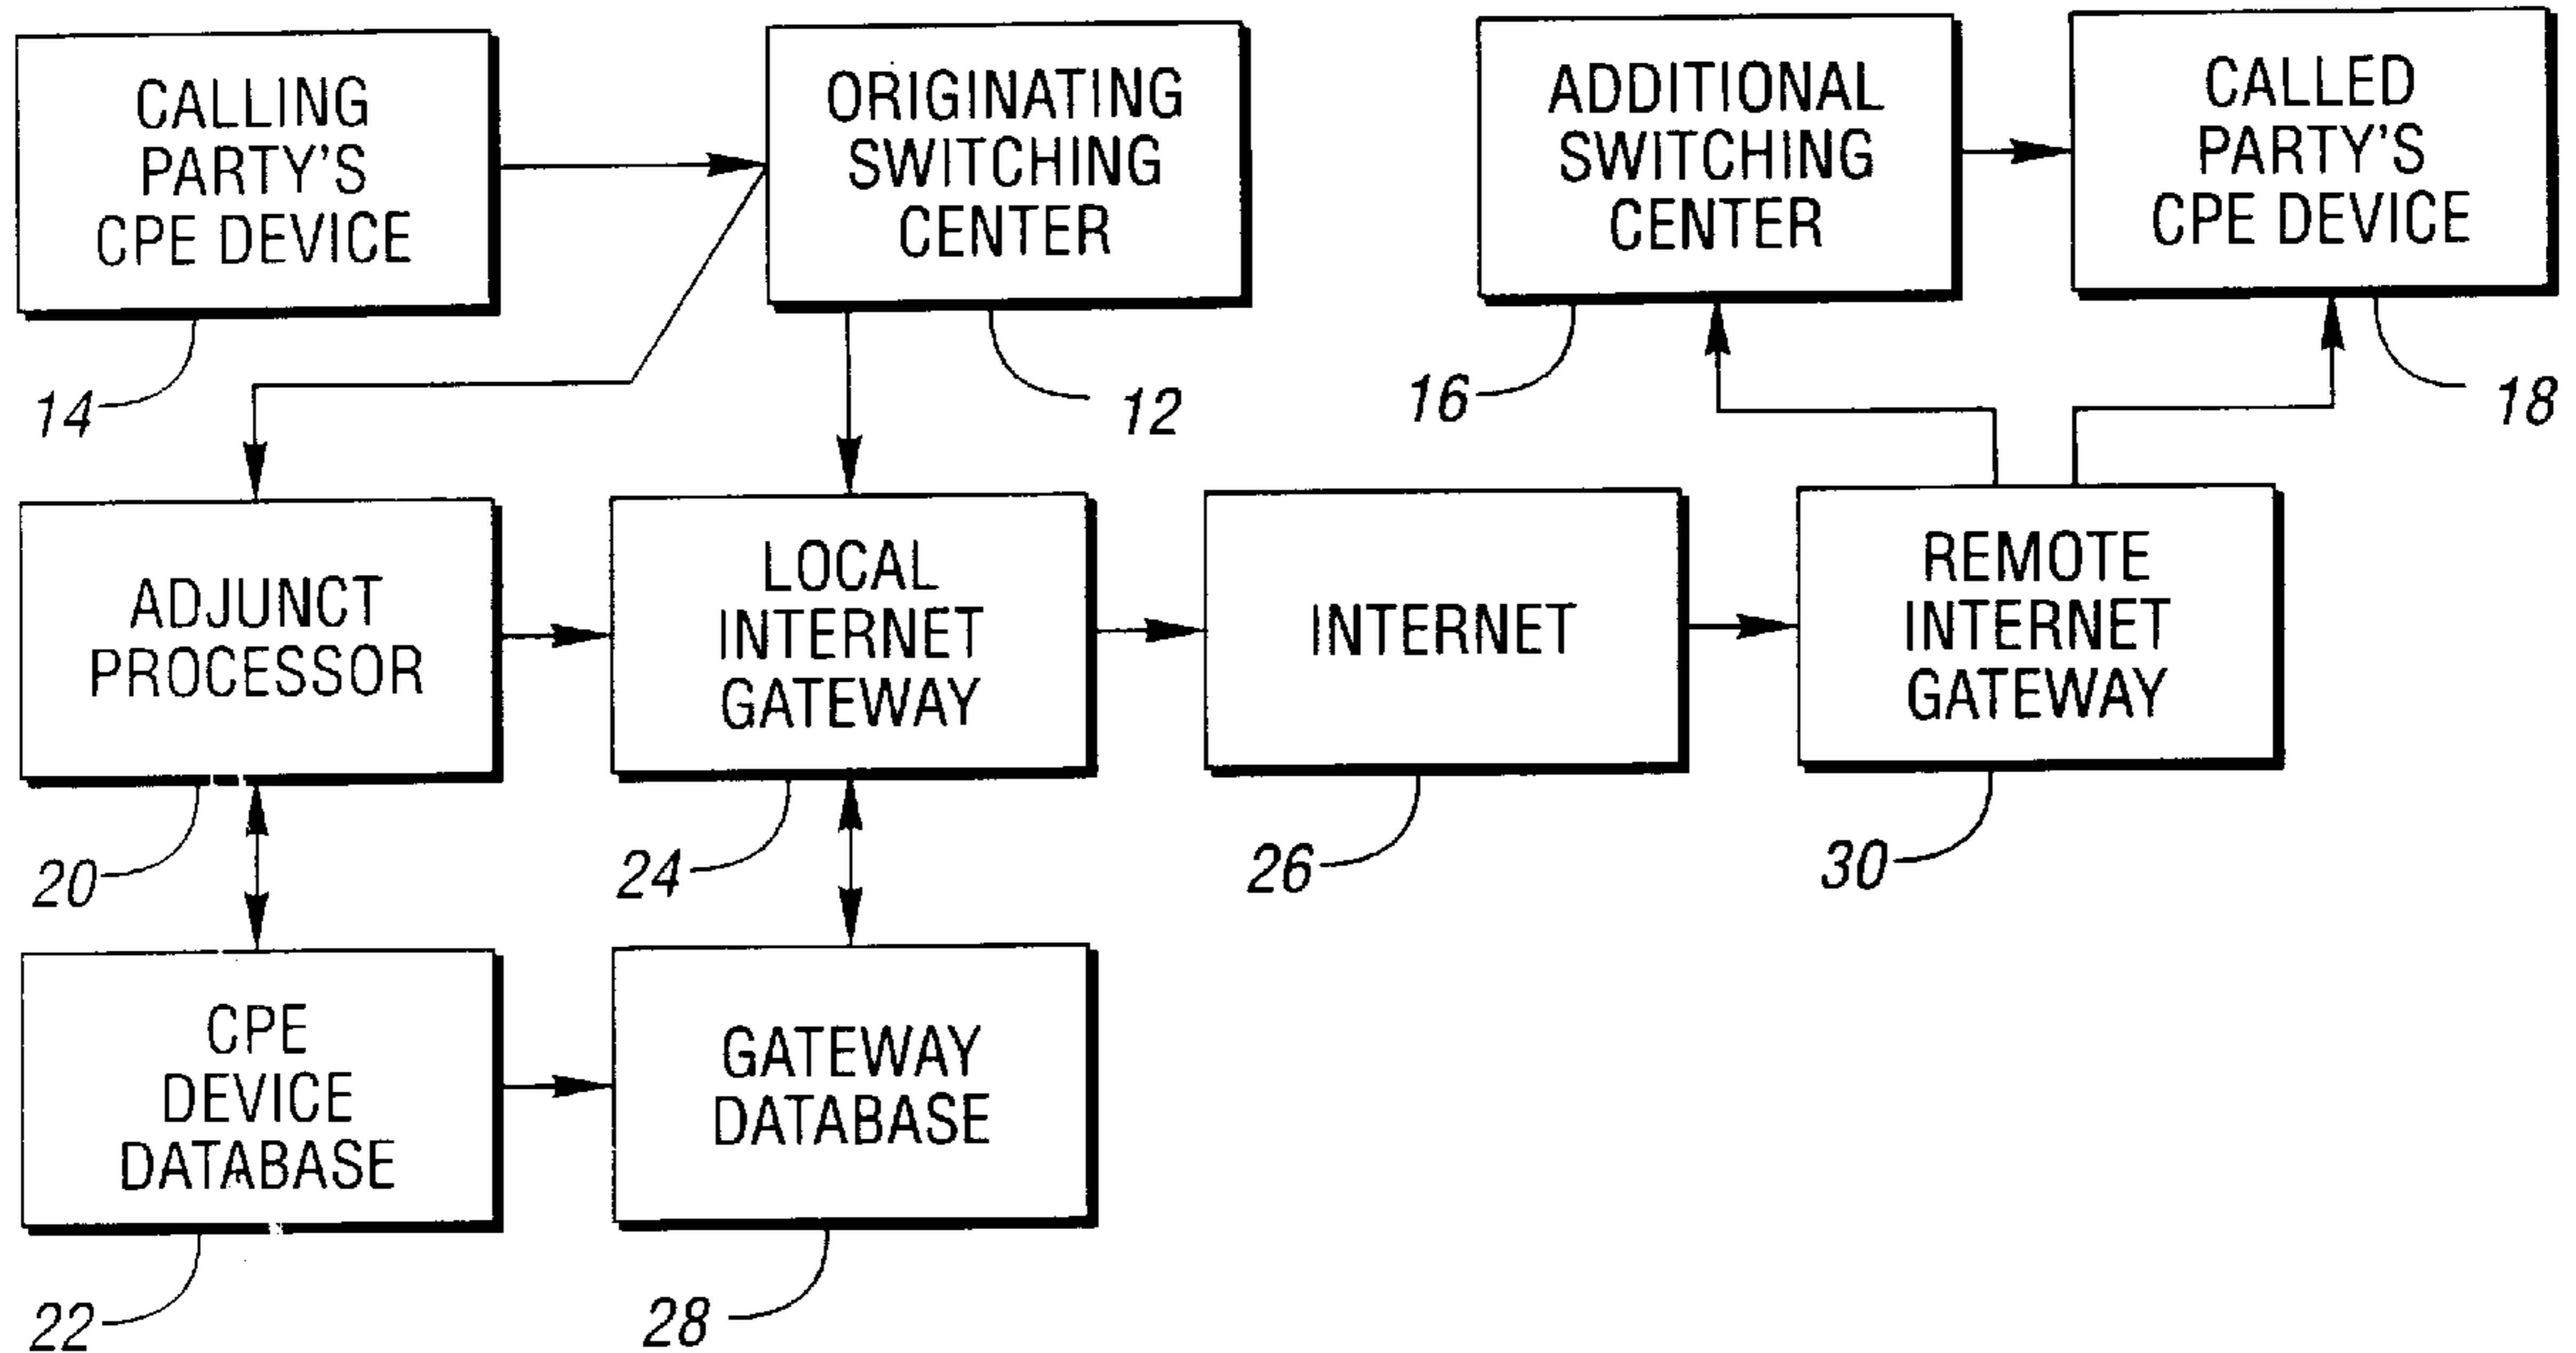 CALLING
PARTY'S
CPE DEVICE
14
ORIGINATING
SWITCHING
CENTER
12
ADDITIONAL
SWITCHING
CENTER
16
CALLED
PARTY'S
CPE DEVICE
18
ADJUNCT
PROCESSOR
20
LOCAL
INTERNET
GATEWAY
24
INTERNET
26
REMOTE
INTERNET
GATEWAY
30
CPE
DEVICE
DATABASE
22
GATEWAY
DATABASE
28